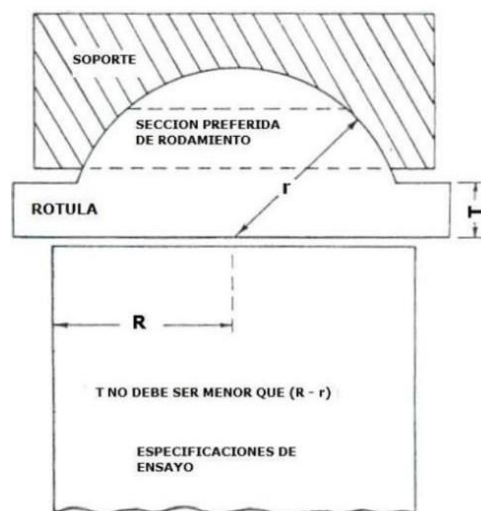 SOPORTE
SECCION PREFERIDA
DE RODAMIENTO
r
ROTULA
T
R
T NO DEBE SER MENOR QUE (R - r)
ESPECIFICACIONES DE
ENSAYO